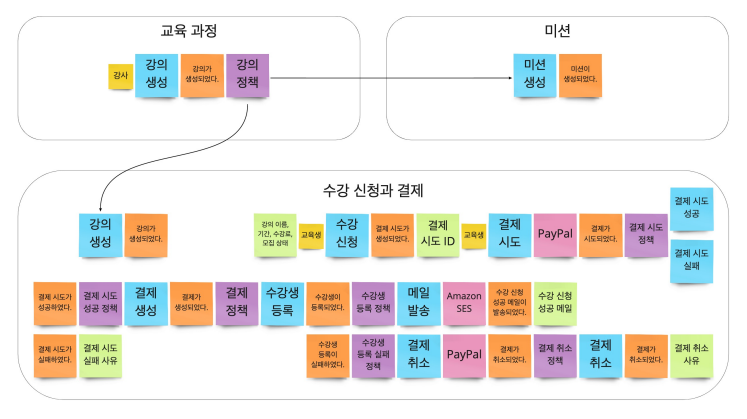 교육 과정
강사
강의
생성
강의가
생성되었다.
강의
정책
미션
미션
생성
미션이
생성되었다.
수강 신청과 결제
강의
생성
강의가
생성되었다.
강의 이름,
기간, 수강료,
모집 상태
교육생
수강
신청
결제 시도가
생성되었다.
결제
시도 ID
교육생
결제
시도
PayPal
결제가
시도되었다.
결제 시도
정책
결제 시도
성공
결제 시도
실패
결제 시도가
성공하였다.
결제 시도
성공 정책
결제
생성
결제가
생성되었다.
결제
정책
수강생
등록
수강생이
등록되었다.
수강생
등록 정책
메일
발송
Amazon
SES
수강 신청
성공 메일이
발송되었다.
수강 신청
성공 메일
결제 시도가
실패하였다.
결제 시도
실패 사유
수강생
등록이
실패하였다.
수강생
등록 실패
정책
결제
취소
PayPal
결제가
취소되었다.
결제 취소
정책
결제
취소
결제가
취소되었다.
결제 취소
사유